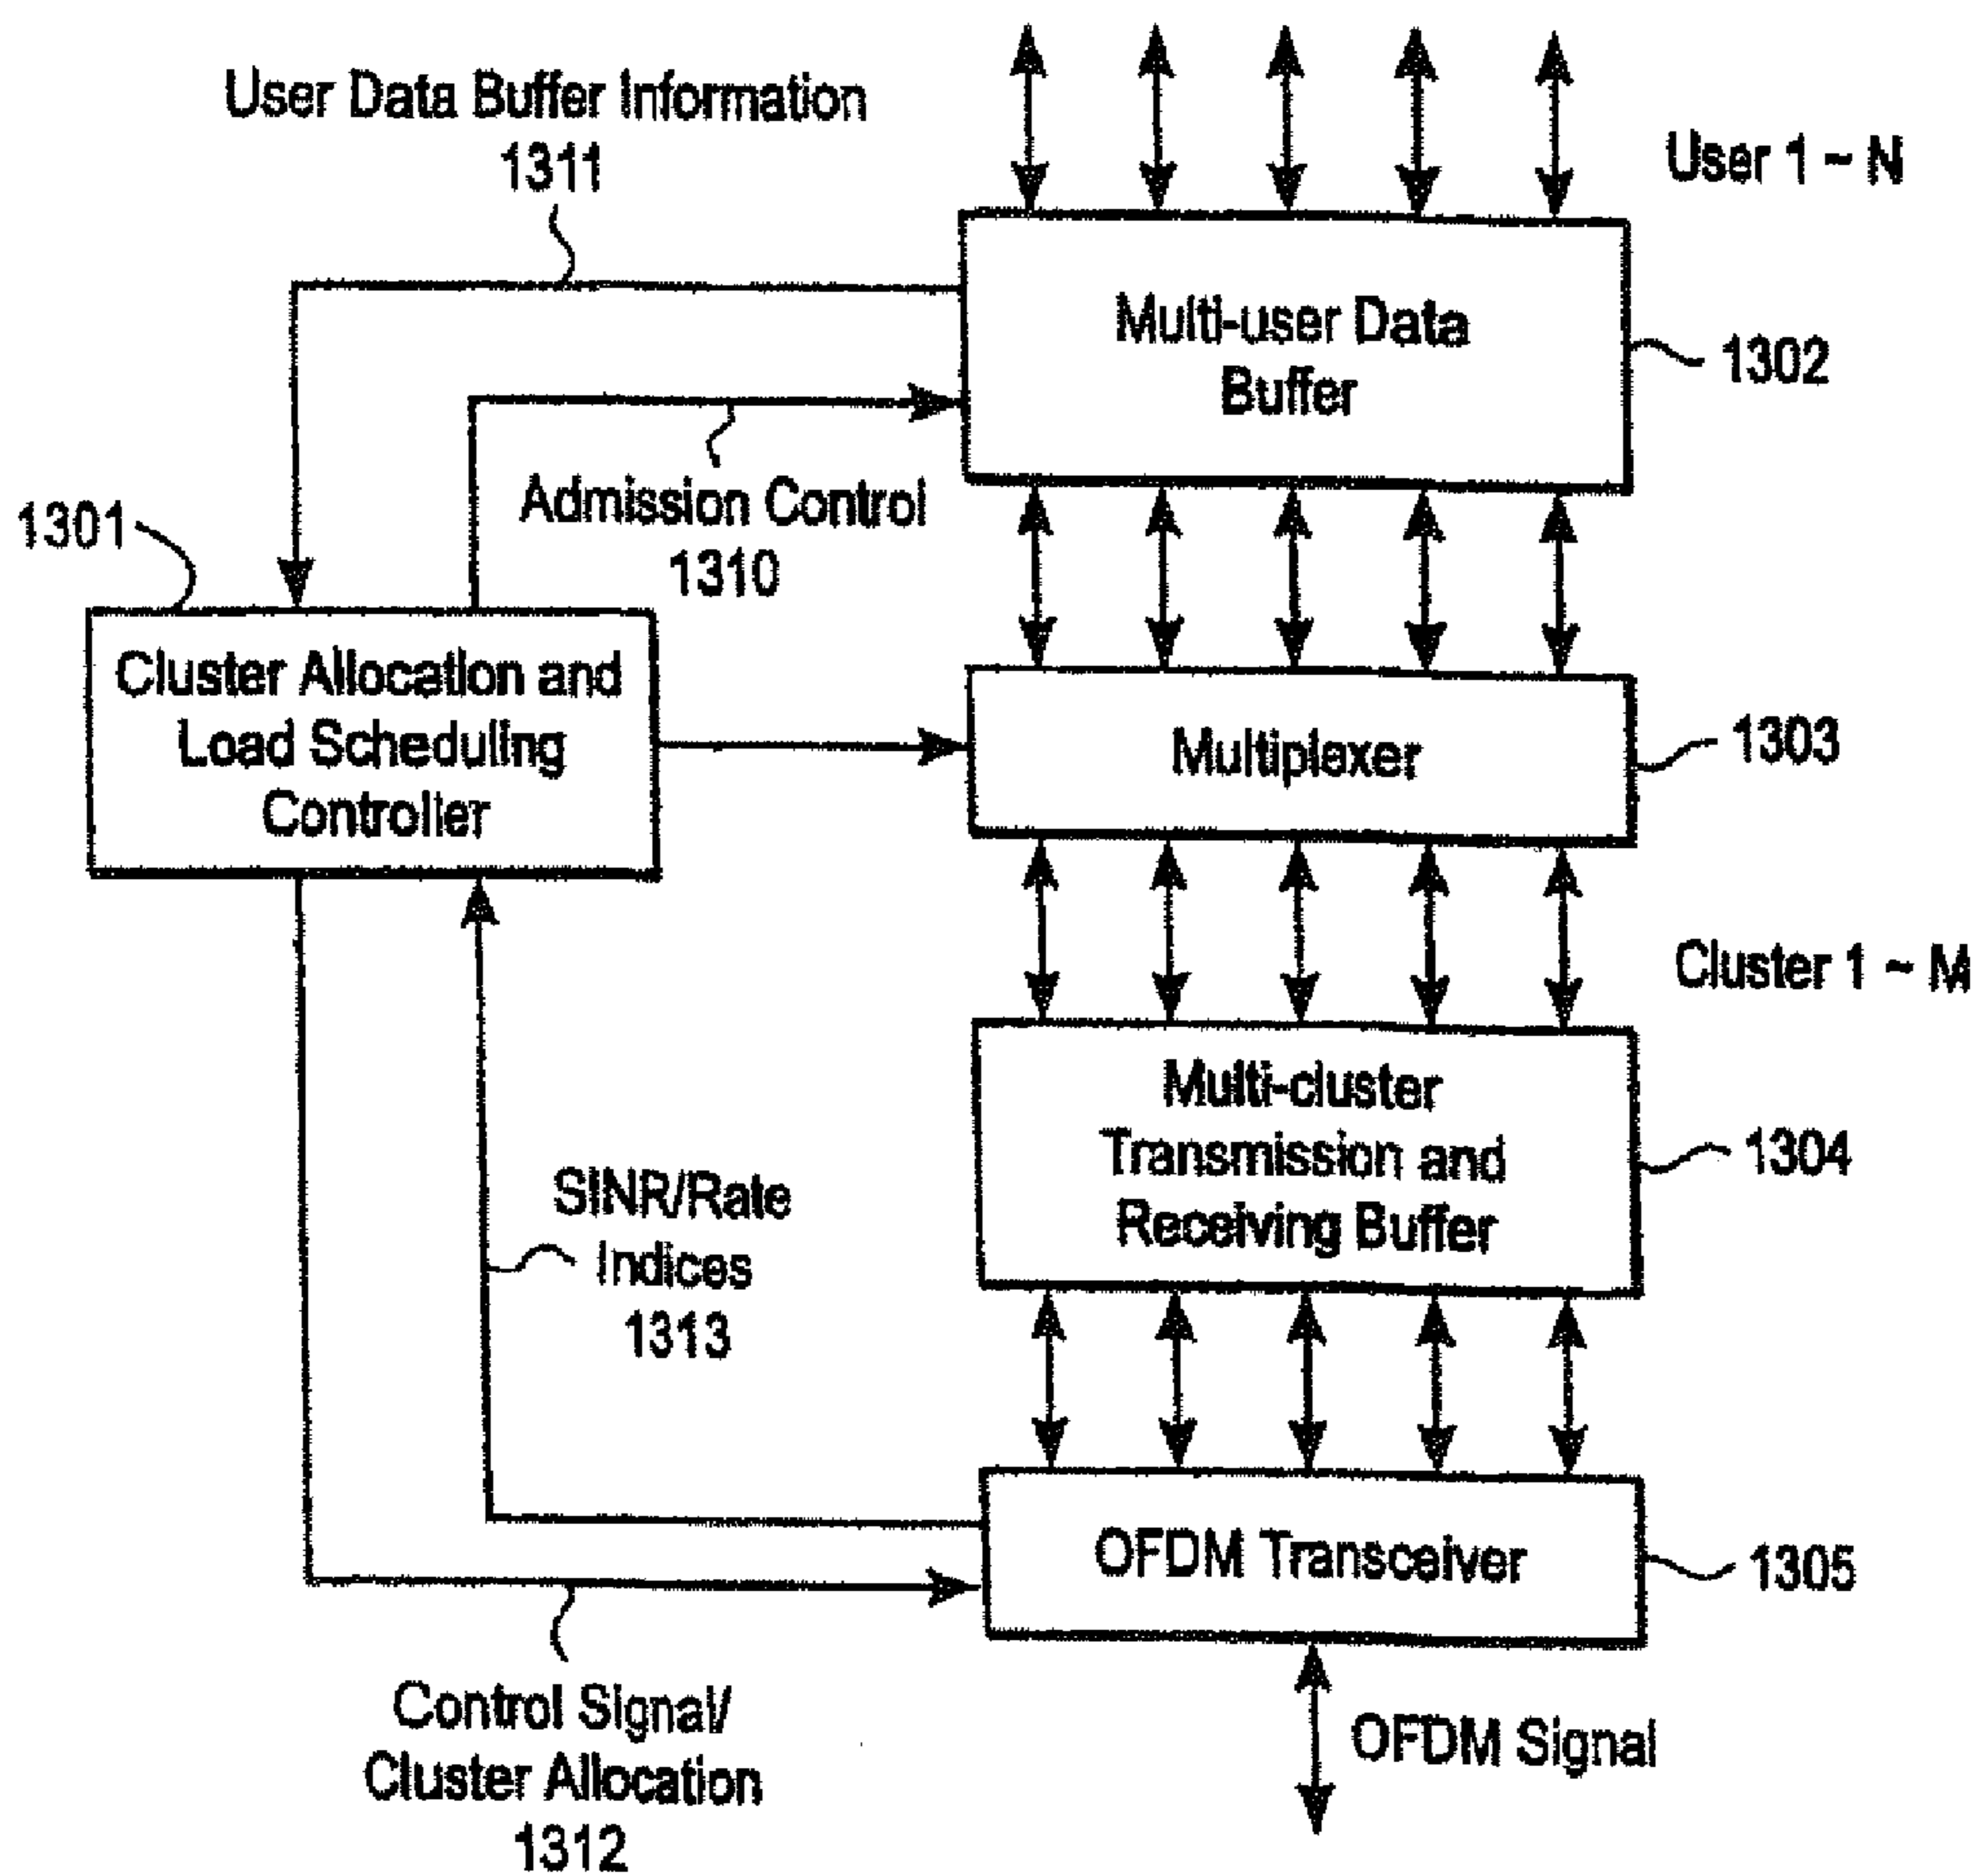 User Data Buffer Information
1311
User 1 ~ N
Multi-user Data
Buffer
1302
Admission Control
1310
1301
Cluster Allocation and
Load Scheduling
Controller
Multiplexer
1303
Cluster 1 ~ M
Multi-cluster
Transmission and
Receiving Buffer
1304
SINR/Rate
Indices
1313
OFDM Transceiver
1305
Control Signal/
Cluster Allocation
1312
OFDM Signal